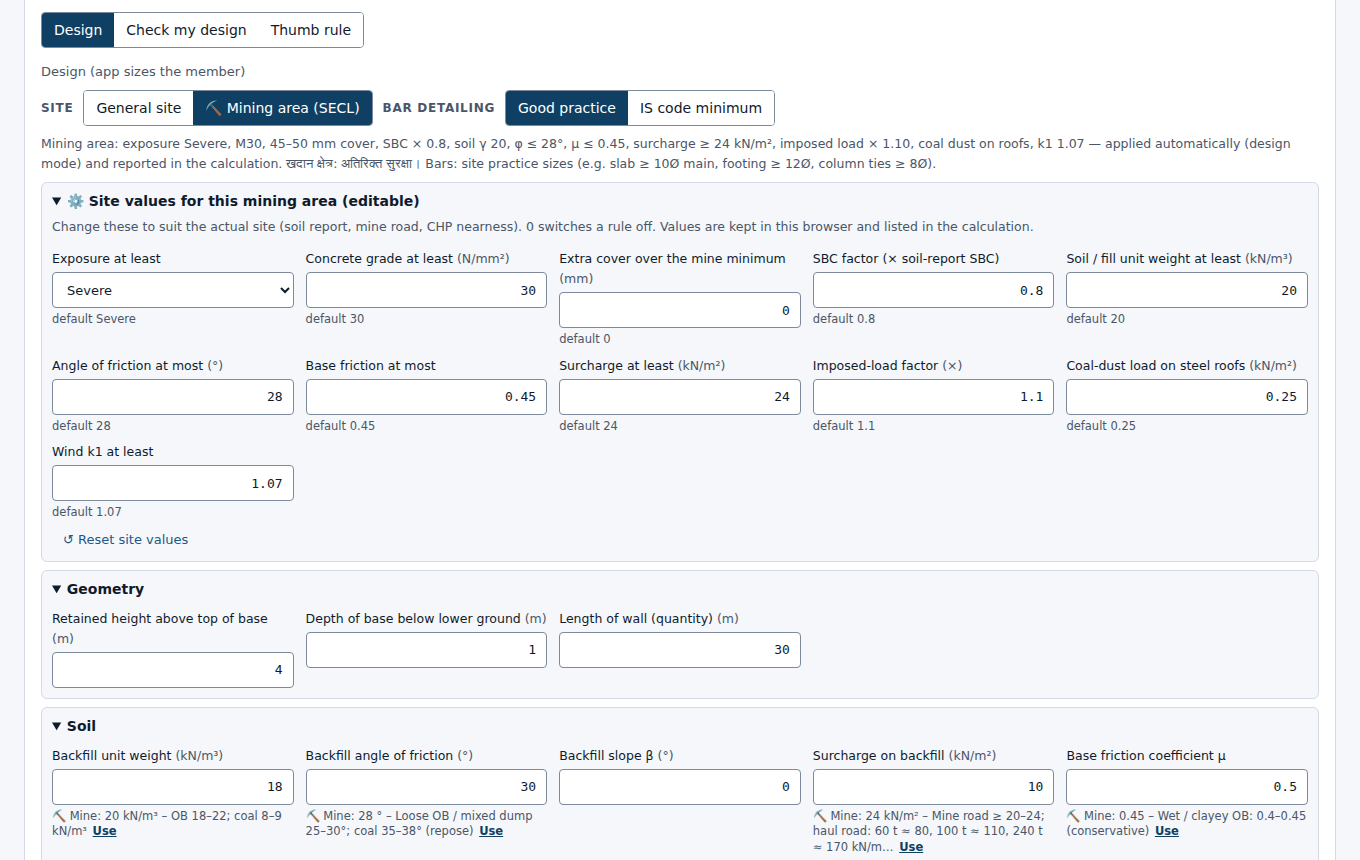 Design Check my design Thumb rule
Design (app sizes the member)
SITE General site ⛏️ Mining area (SECL) BAR DETAILING Good practice IS code minimum
Mining area: exposure Severe, M30, 45–50 mm cover, SBC × 0.8, soil γ 20, φ ≤ 28°, μ ≤ 0.45, surcharge ≥ 24 kN/m², imposed load × 1.10, coal dust on roofs, k1 1.07 — applied automatically (design
mode) and reported in the calculation. खदान क्षेत्र: अतिरिक्त सुरक्षा। Bars: site practice sizes (e.g. slab ≥ 10Ø main, footing ≥ 12Ø, column ties ≥ 8Ø).
▼ ⚙️ Site values for this mining area (editable)
Change these to suit the actual site (soil report, mine road, CHP nearness). 0 switches a rule off. Values are kept in this browser and listed in the calculation.
Exposure at least
Severe
default Severe
Concrete grade at least (N/mm²)
30
default 30
Extra cover over the mine minimum
(mm)
0
default 0
SBC factor (× soil-report SBC)
0.8
default 0.8
Soil / fill unit weight at least (kN/m³)
20
default 20
Angle of friction at most (°)
28
default 28
Base friction at most
0.45
default 0.45
Surcharge at least (kN/m²)
24
default 24
Imposed-load factor (×)
1.1
default 1.1
Coal-dust load on steel roofs (kN/m²)
0.25
default 0.25
Wind k1 at least
1.07
default 1.07
↺ Reset site values
▼ Geometry
Retained height above top of base
(m)
4
Depth of base below lower ground (m)
1
Length of wall (quantity) (m)
30
▼ Soil
Backfill unit weight (kN/m³)
18
⛏️ Mine: 20 kN/m³ – OB 18–22; coal 8–9
kN/m³ Use
Backfill angle of friction (°)
30
⛏️ Mine: 28 ° – Loose OB / mixed dump
25–30°; coal 35–38° (repose) Use
Backfill slope β (°)
0
Surcharge on backfill (kN/m²)
10
⛏️ Mine: 24 kN/m² – Mine road ≥ 20–24;
haul road: 60 t ≈ 80, 100 t ≈ 110, 240 t
≈ 170 kN/m… Use
Base friction coefficient μ
0.5
⛏️ Mine: 0.45 – Wet / clayey OB: 0.4–0.45
(conservative) Use